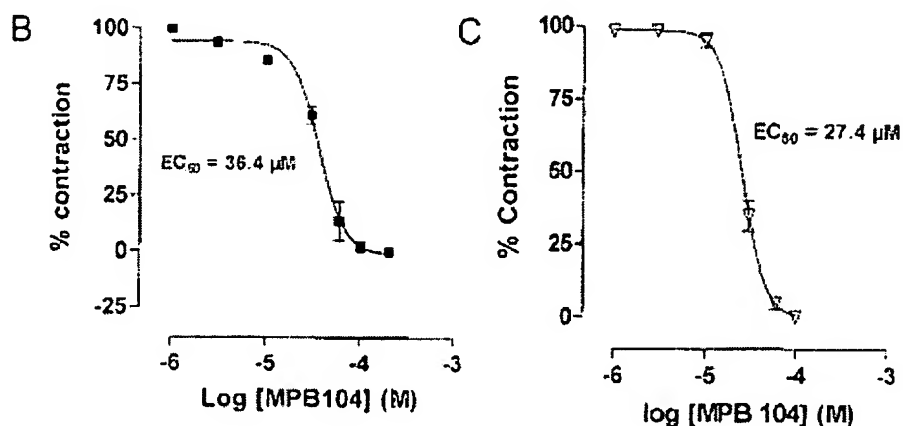 B
% contraction
100
75
50
25
0
-25
EC50 = 36.4 µM
-6
-5
-4
-3
Log [MPB104] (M)
C
% Contraction
100
75
50
25
0
EC50 = 27.4 µM
-6
-5
-4
-3
log [MPB 104] (M)